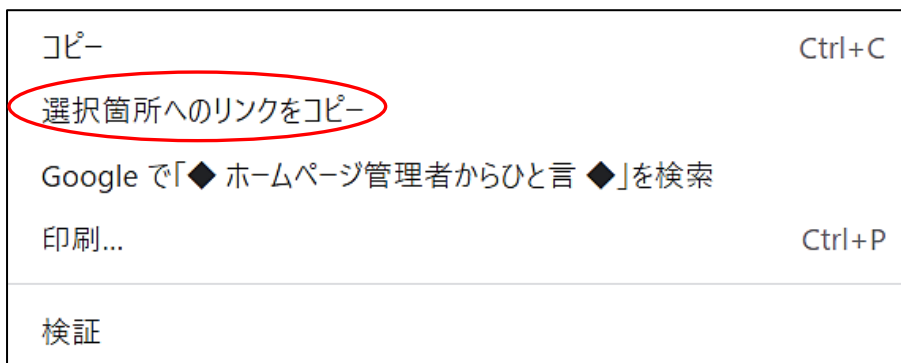 コピー Ctrl+C
選択箇所へのリンクをコピー
Google で「◆ ホームページ管理者からひと言 ◆」を検索
印刷... Ctrl+P
検証